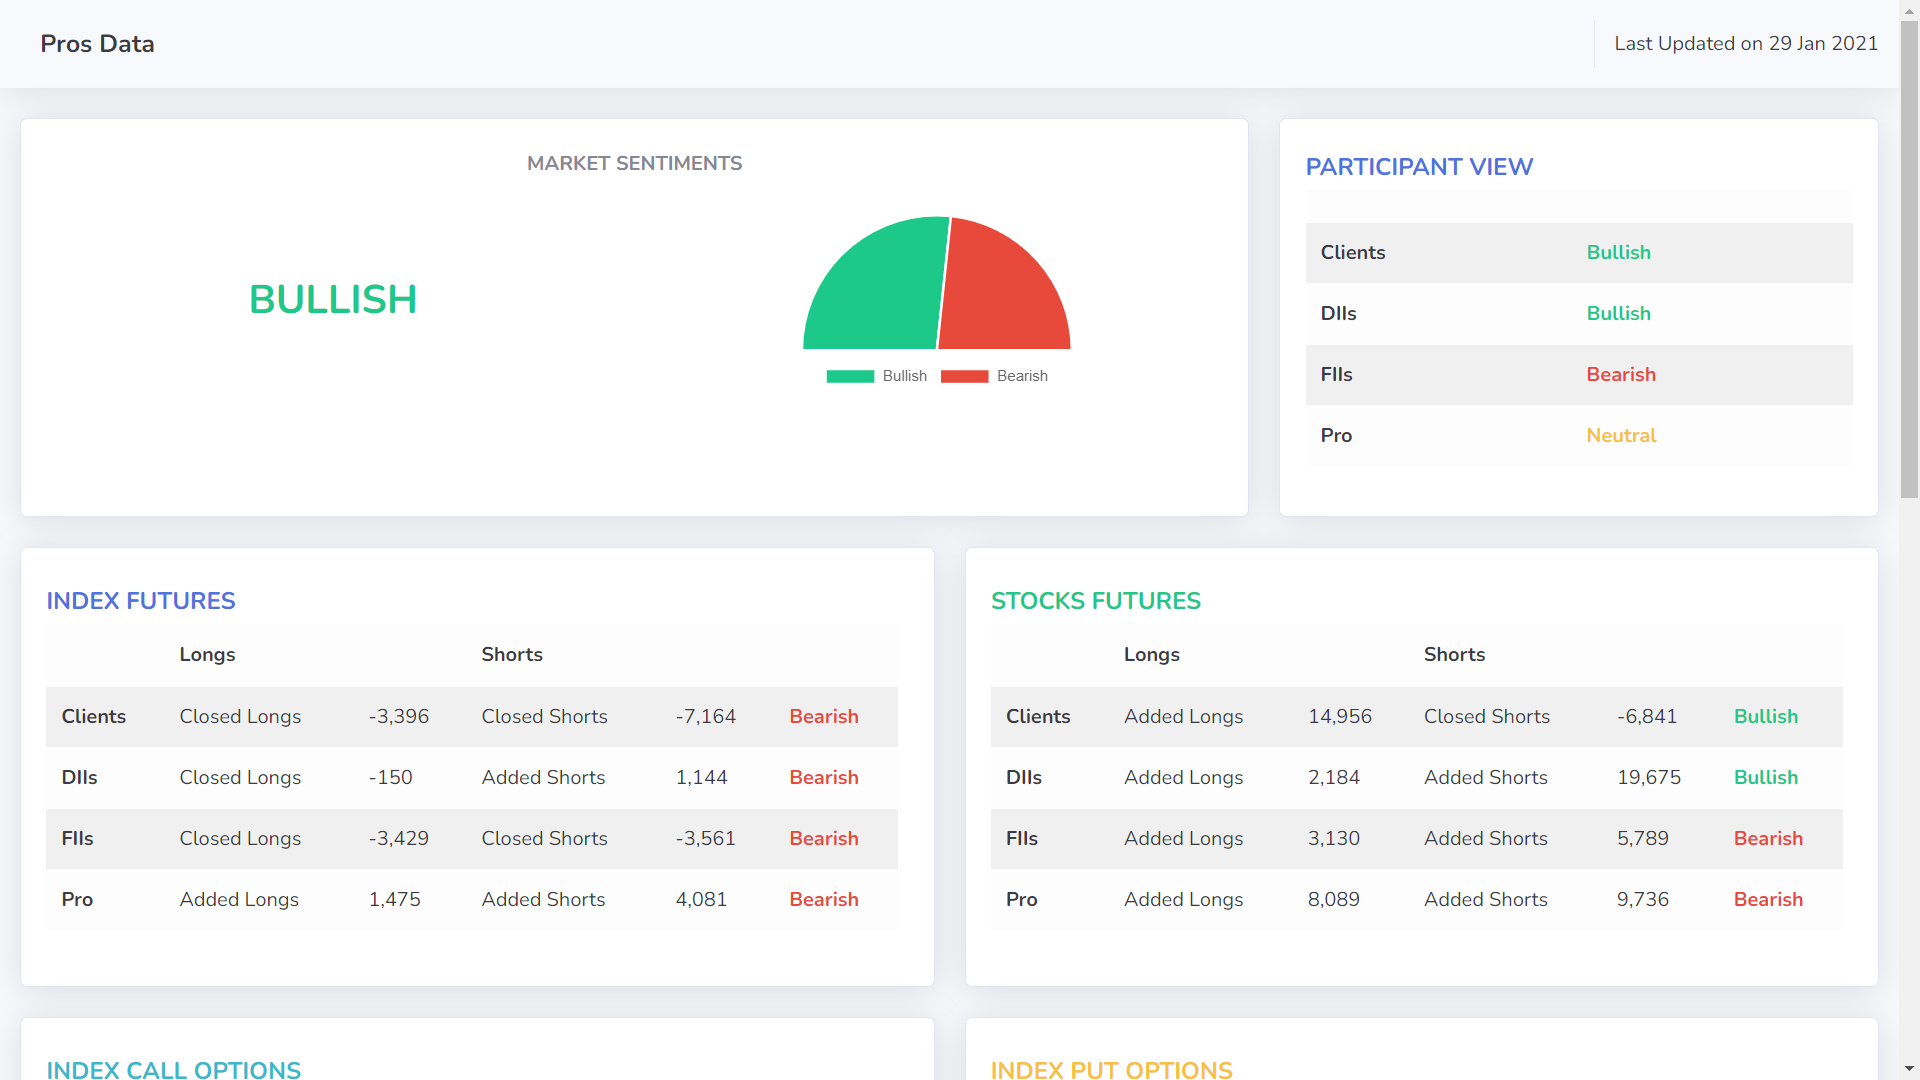 Pros Data
Last Updated on 29 Jan 2021
MARKET SENTIMENTS
BULLISH
Bullish Bearish
PARTICIPANT VIEW
Clients Bullish
DIIs Bullish
FIIs Bearish
Pro Neutral
INDEX FUTURES
Longs Shorts
Clients Closed Longs -3,396 Closed Shorts -7,164 Bearish
DIIs Closed Longs -150 Added Shorts 1,144 Bearish
FIIs Closed Longs -3,429 Closed Shorts -3,561 Bearish
Pro Added Longs 1,475 Added Shorts 4,081 Bearish
STOCKS FUTURES
Longs Shorts
Clients Added Longs 14,956 Closed Shorts -6,841 Bullish
DIIs Added Longs 2,184 Added Shorts 19,675 Bullish
FIIs Added Longs 3,130 Added Shorts 5,789 Bearish
Pro Added Longs 8,089 Added Shorts 9,736 Bearish
INDEX CALL OPTIONS
INDEX PUT OPTIONS